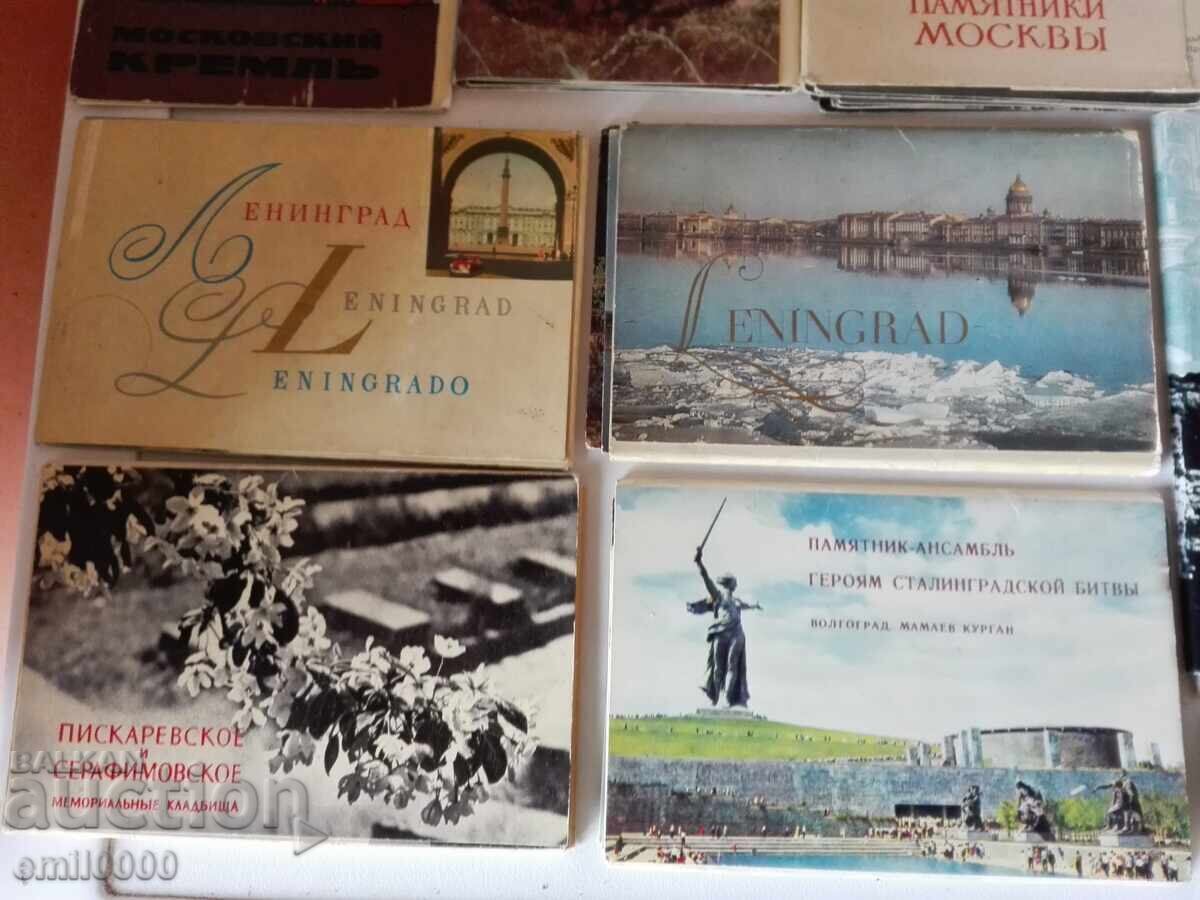 МОСКОВСКИЙ
КРЕМЛЬ
ПАМЯТНИКИ
МОСКВЫ
ЛЕНИНГРАД
LENINGRAD
LENINGRADO
LENINGRAD
ПИСКАРЕВСКОЕ
И
СЕРАФИМОВСКОЕ
МЕМОРИАЛЬНЫЕ КЛАДБИЩА
ПАМЯТНИК-АНСАМБЛЬ
ГЕРОЯМ СТАЛИНГРАДСКОЙ БИТВЫ
ВОЛГОГРАД. МАМАЕВ КУРГАН
BALKAN
auction
emil0000